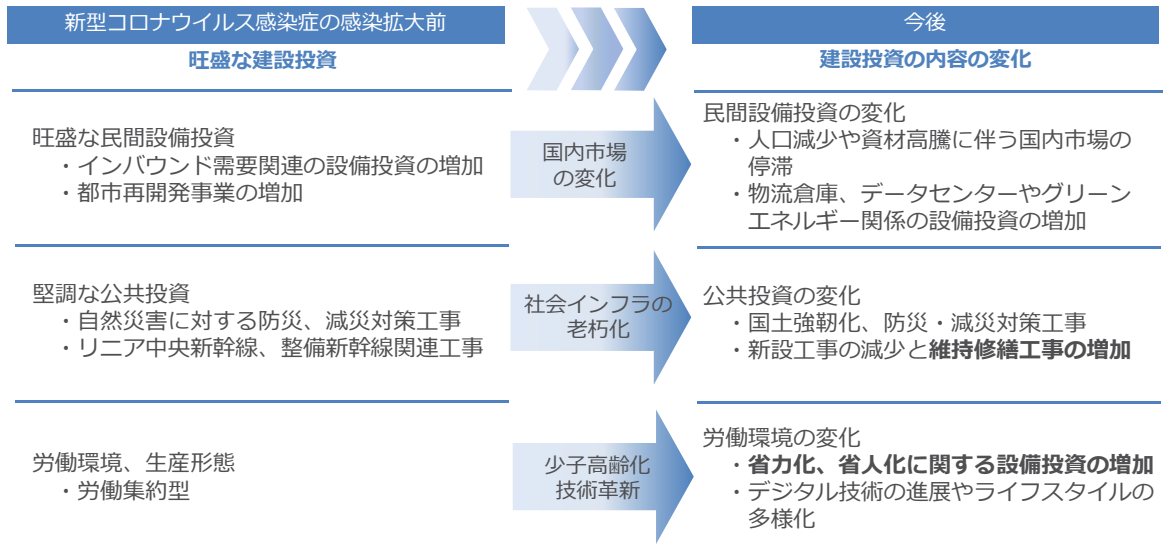 新型コロナウイルス感染症の感染拡大前
今後
旺盛な建設投資
建設投資の内容の変化
旺盛な民間設備投資
・インバウンド需要関連の設備投資の増加
・都市再開発事業の増加
国内市場
の変化
民間設備投資の変化
・人口減少や資材高騰に伴う国内市場の
停滞
・物流倉庫、データセンターやグリーン
エネルギー関係の設備投資の増加
堅調な公共投資
・自然災害に対する防災、減災対策工事
・リニア中央新幹線、整備新幹線関連工事
社会インフラの
老朽化
公共投資の変化
・国土強靭化、防災・減災対策工事
・新設工事の減少と維持修繕工事の増加
労働環境、生産形態
・労働集約型
少子高齢化
技術革新
労働環境の変化
・省力化、省人化に関する設備投資の増加
・デジタル技術の進展やライフスタイルの
多様化